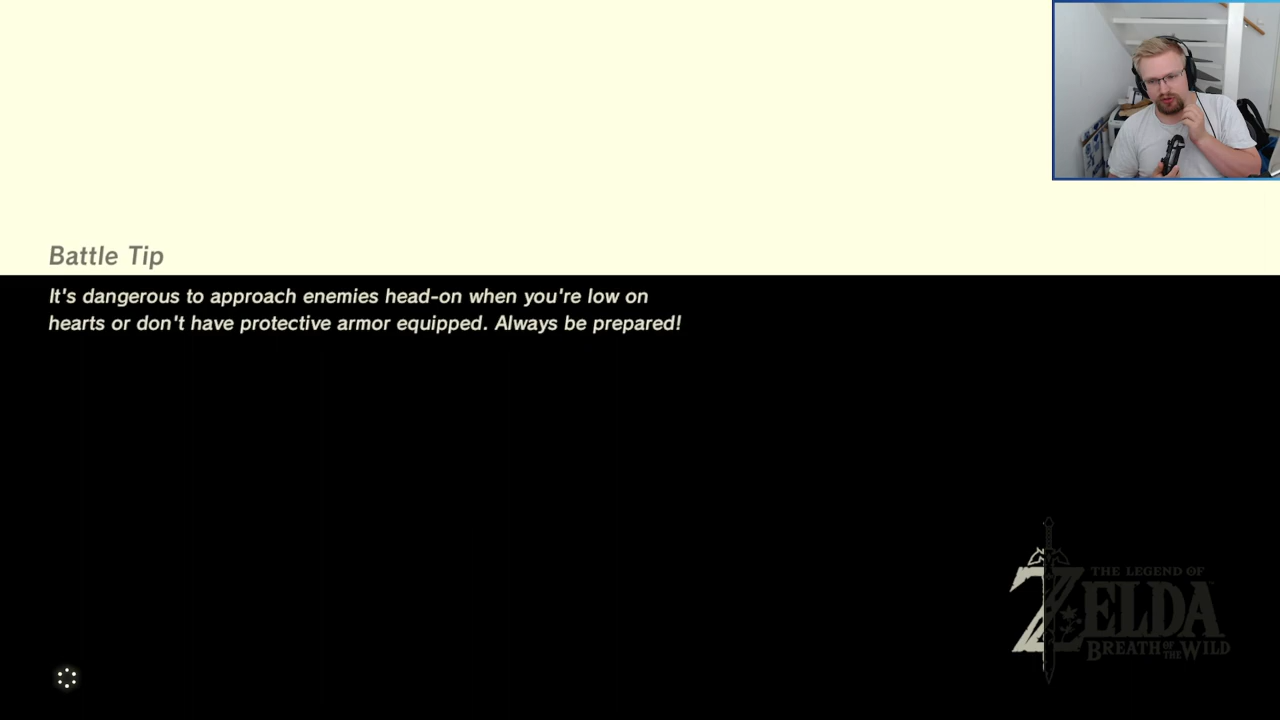 Battle Tip
It's dangerous to approach enemies head-on when you're low on
hearts or don't have protective armor equipped. Always be prepared!
THE LEGEND OF
ZELDA
BREATH OF THE WILD